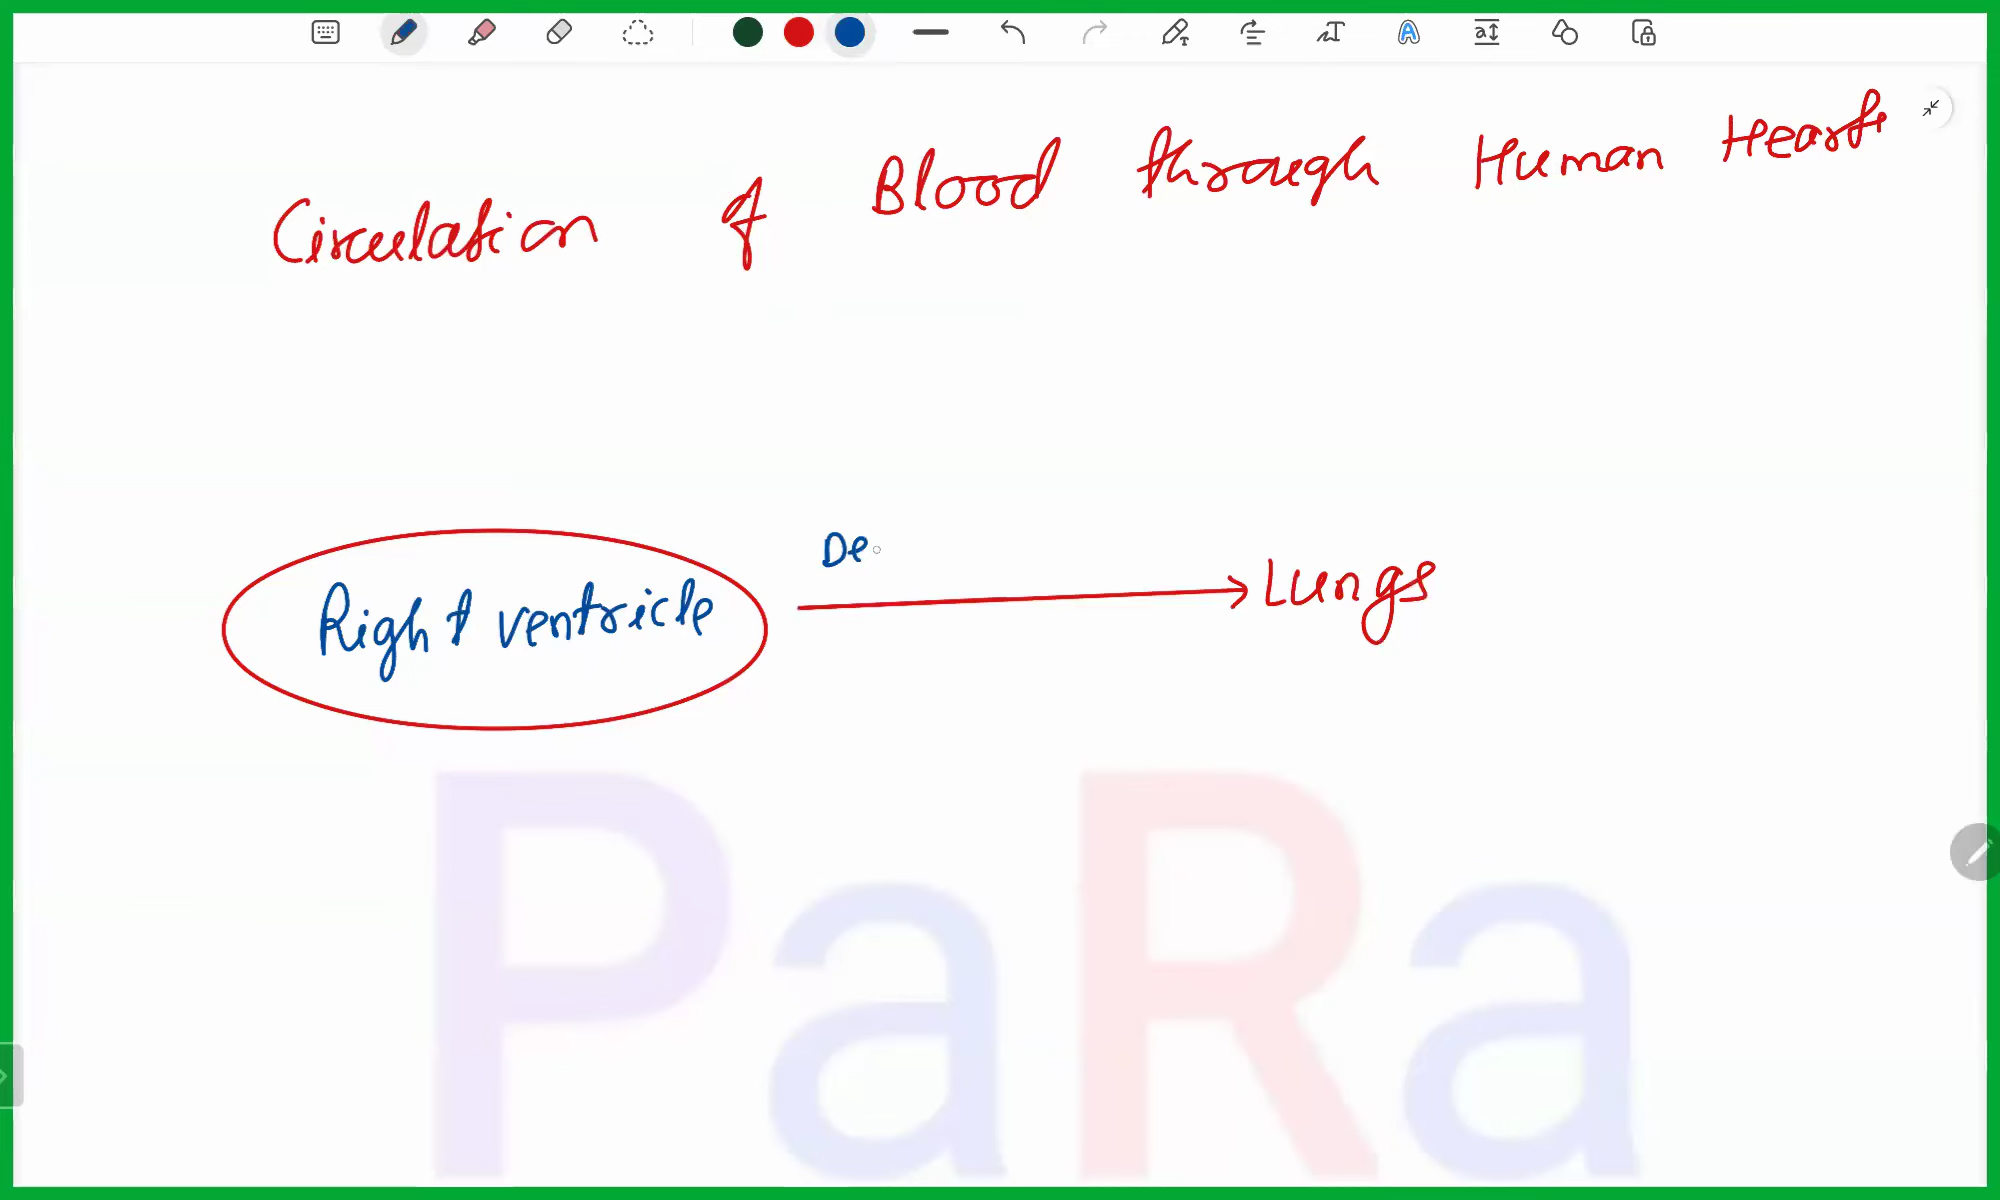 Circulation of Blood through Human Heart
De
Right ventricle
Lungs
PaRa